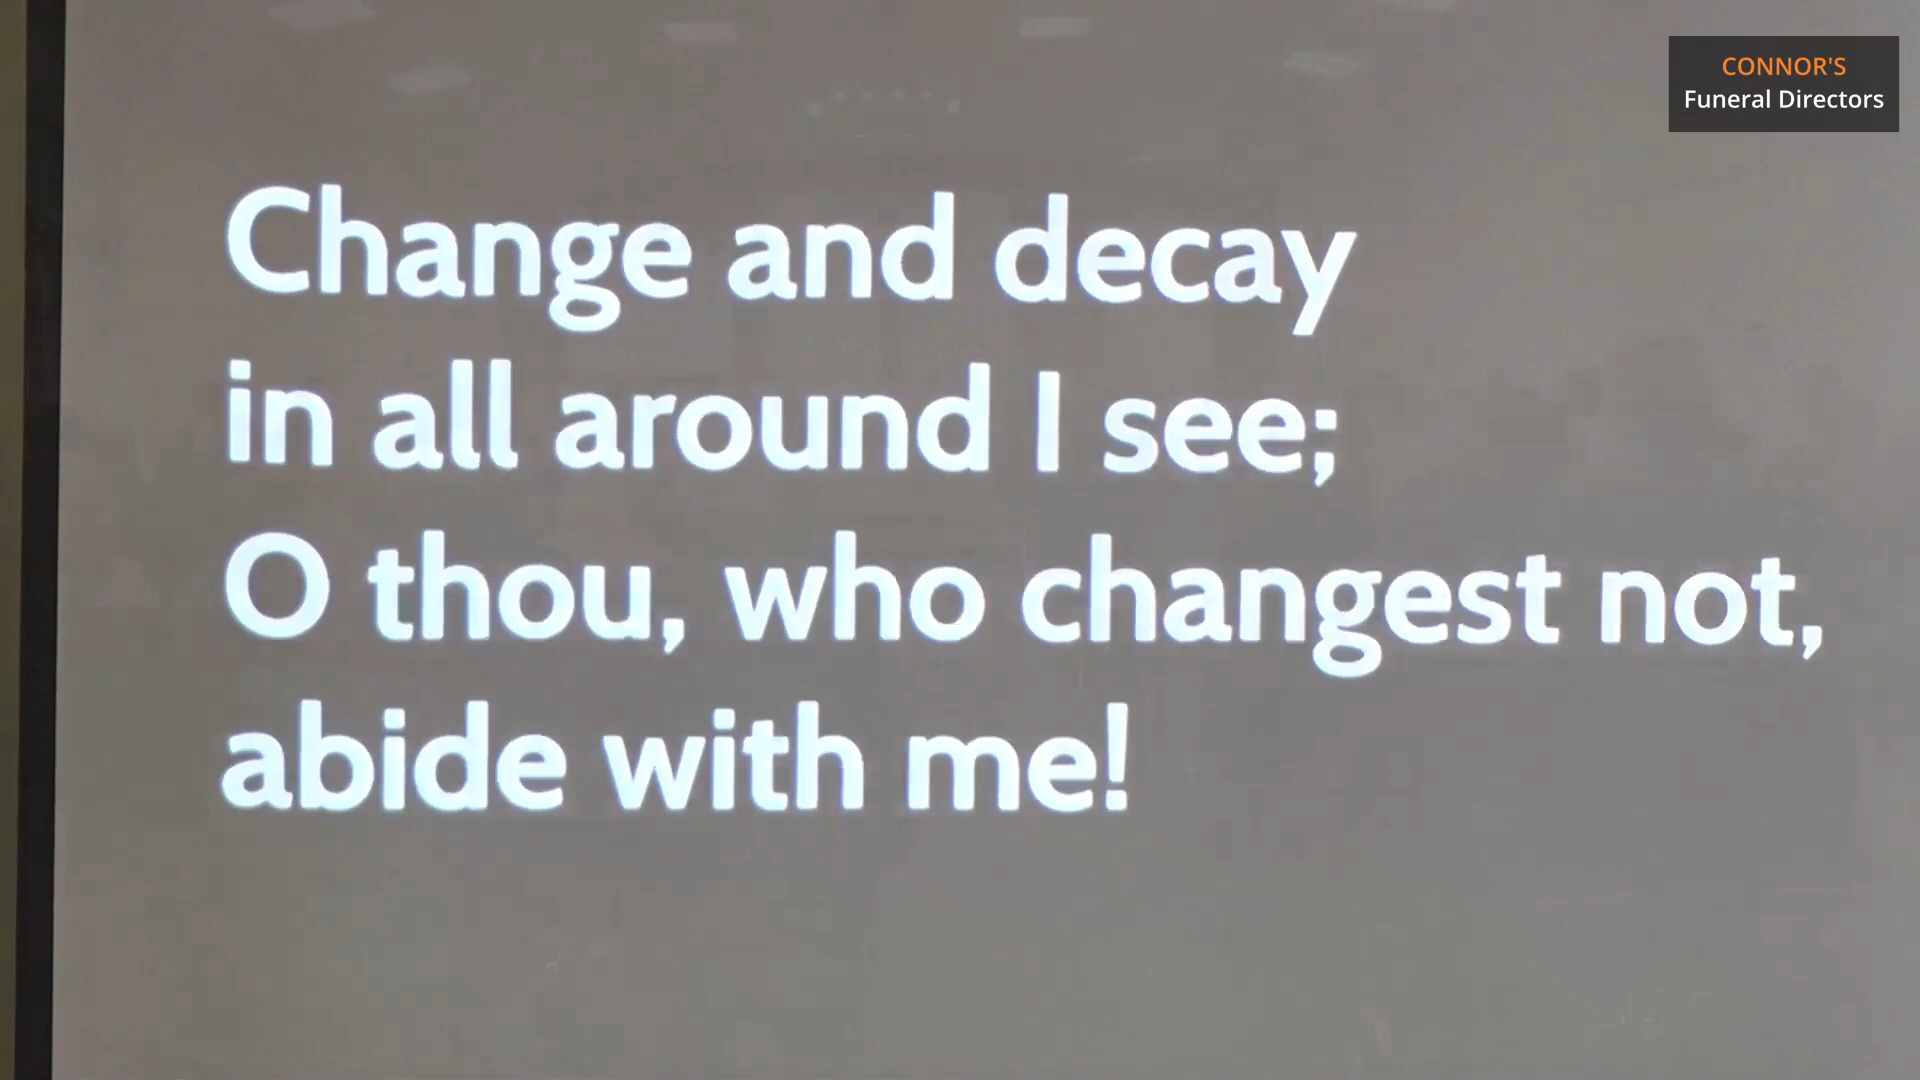 CONNOR'S
Funeral Directors
Change and decay
in all around I see;
O thou, who changest not,
abide with me!